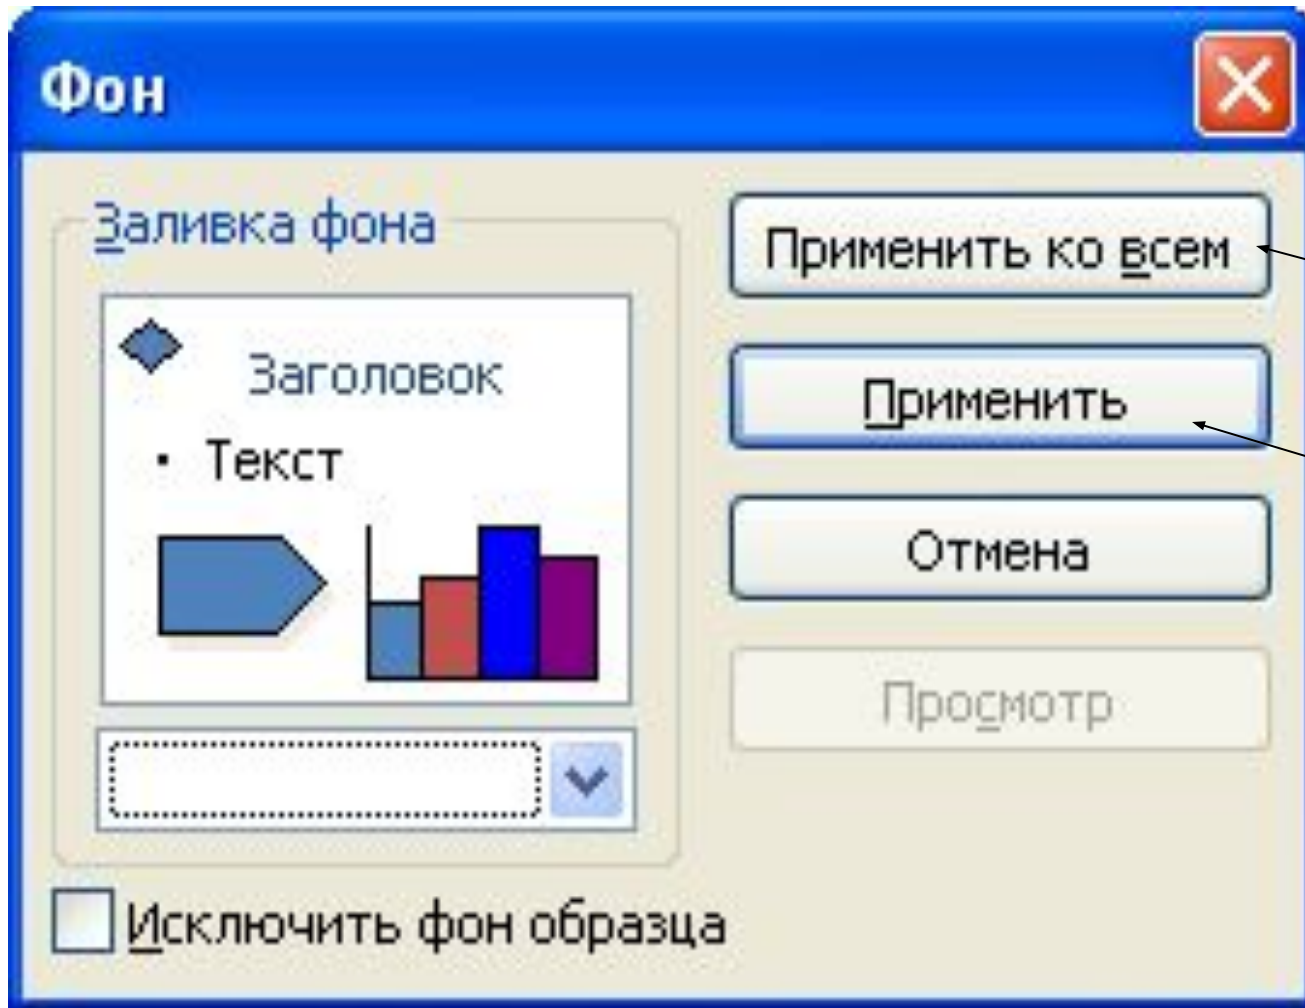 Фон
Заливка фона
Заголовок
• Текст
Исключить фон образца
Применить ко всем
Применить
Отмена
Просмотр